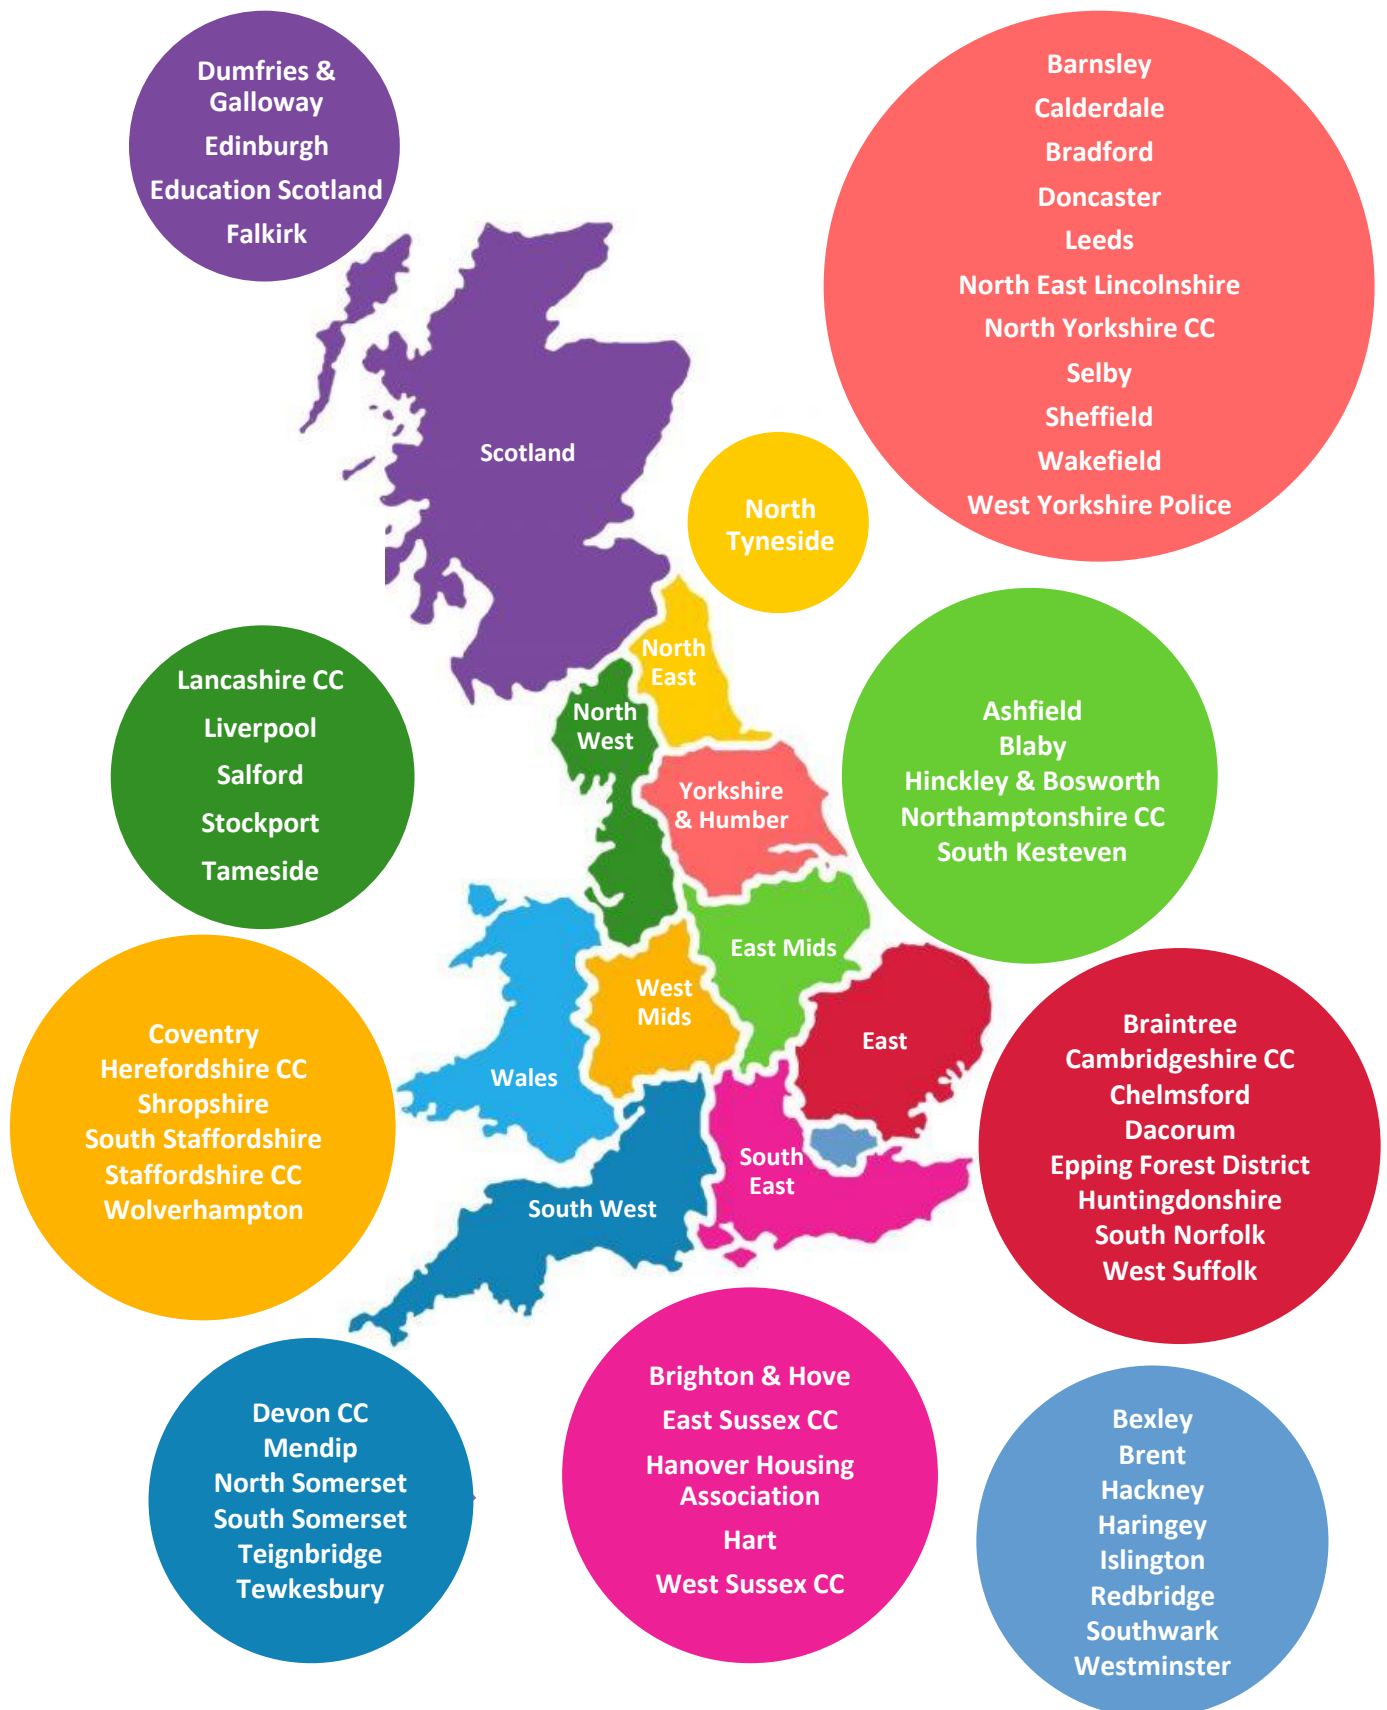 Dumfries &
Galloway
Edinburgh
Education Scotland
Falkirk
Barnsley
Calderdale
Bradford
Doncaster
Leeds
North East Lincolnshire
North Yorkshire CC
Selby
Sheffield
Wakefield
West Yorkshire Police
Scotland
North
Tyneside
North
East
Lancashire CC
Liverpool
Salford
Stockport
Tameside
North
West
Yorkshire
& Humber
Ashfield
Blaby
Hinckley & Bosworth
Northamptonshire CC
South Kesteven
East Mids
West
Mids
East
Wales
Coventry
Herefordshire CC
Shropshire
South Staffordshire
Staffordshire CC
Wolverhampton
Braintree
Cambridgeshire CC
Chelmsford
Dacorum
Epping Forest District
Huntingdonshire
South Norfolk
West Suffolk
South
East
South West
Devon CC
Mendip
North Somerset
South Somerset
Teignbridge
Tewkesbury
Brighton & Hove
East Sussex CC
Hanover Housing
Association
Hart
West Sussex CC
Bexley
Brent
Hackney
Haringey
Islington
Redbridge
Southwark
Westminster